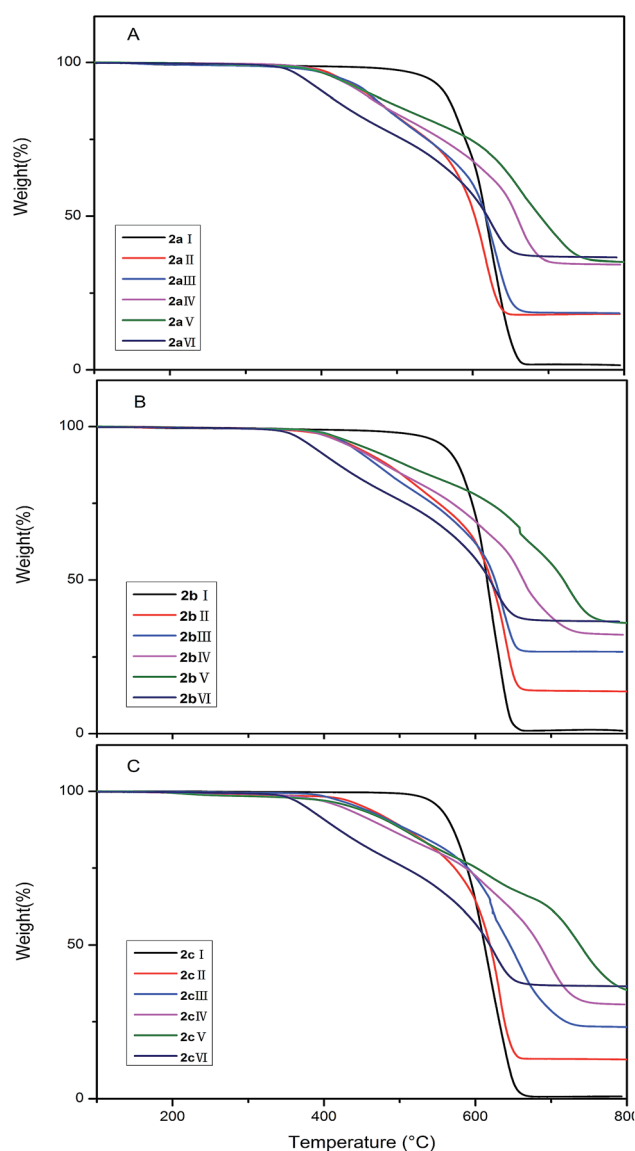 A
Weight(%)
100
50
0
2a Ⅰ
2a Ⅱ
2a Ⅲ
2a Ⅳ
2a Ⅴ
2a Ⅵ
B
Weight(%)
100
50
0
2b Ⅰ
2b Ⅱ
2b Ⅲ
2b Ⅳ
2b Ⅴ
2b Ⅵ
C
Weight(%)
100
50
0
2c Ⅰ
2c Ⅱ
2c Ⅲ
2c Ⅳ
2c Ⅴ
2c Ⅵ
200 400 600 800
Temperature (°C)